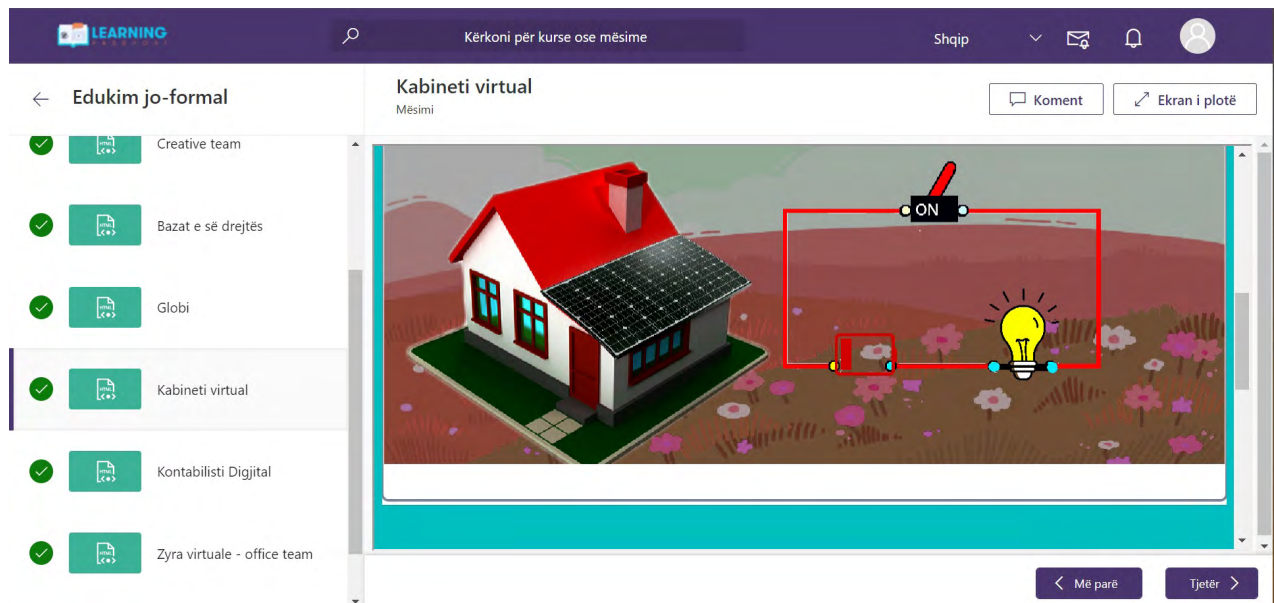 LEARNING
PASSPORT
Kërkoni për kurse ose mësime
Shqip
Edukim jo-formal
Kabineti virtual
Mësimi
Koment
Ekran i plotë
Creative team
Bazat e së drejtës
Globi
Kabineti virtual
Kontabilisti Digjital
Zyra virtuale - office team
ON
Më parë
Tjetër